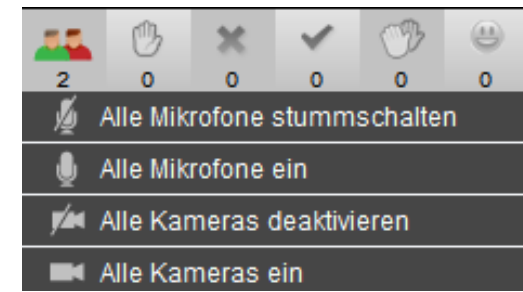 2 0 0 0 0 0
Alle Mikrofone stummschalten
Alle Mikrofone ein
Alle Kameras deaktivieren
Alle Kameras ein